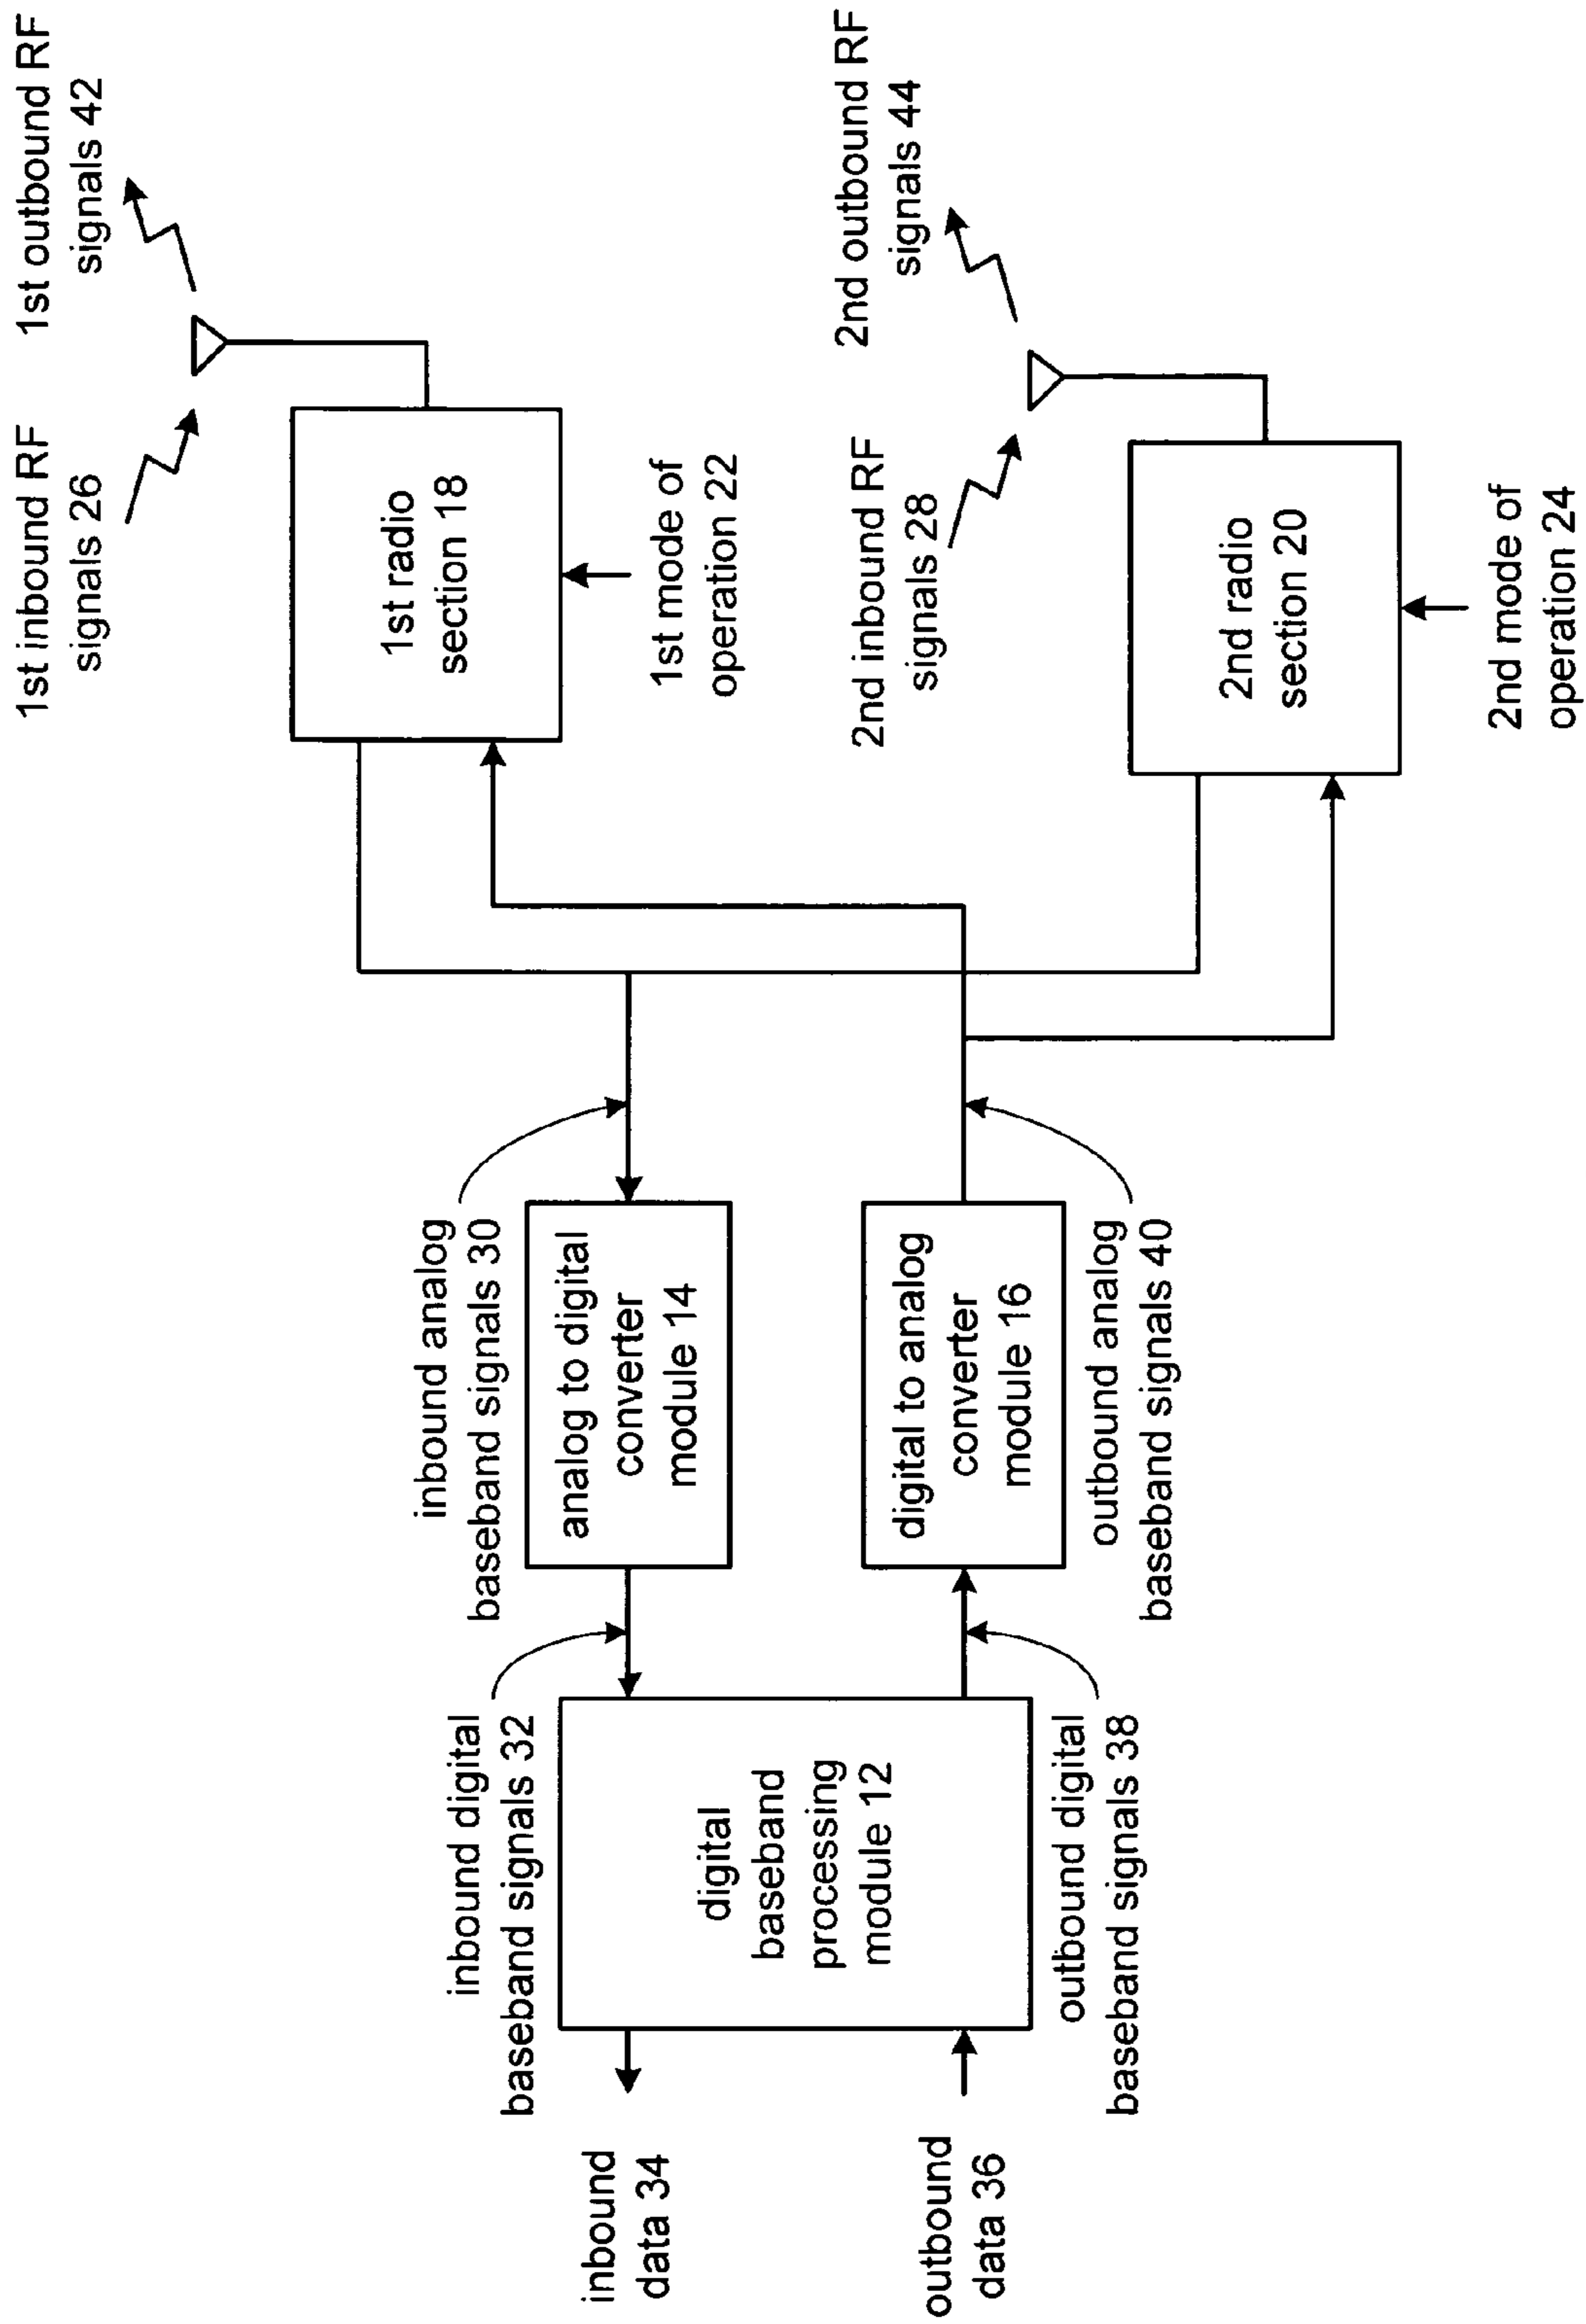 1st inbound RF
signals 26
1st outbound RF
signals 42
1st radio
section 18
1st mode of
operation 22
2nd inbound RF
signals 28
2nd outbound RF
signals 44
2nd radio
section 20
2nd mode of
operation 24
inbound analog
baseband signals 30
analog to digital
converter
module 14
digital to analog
converter
module 16
outbound analog
baseband signals 40
inbound digital
baseband signals 32
digital
baseband
processing
module 12
outbound digital
baseband signals 38
inbound
data 34
outbound
data 36